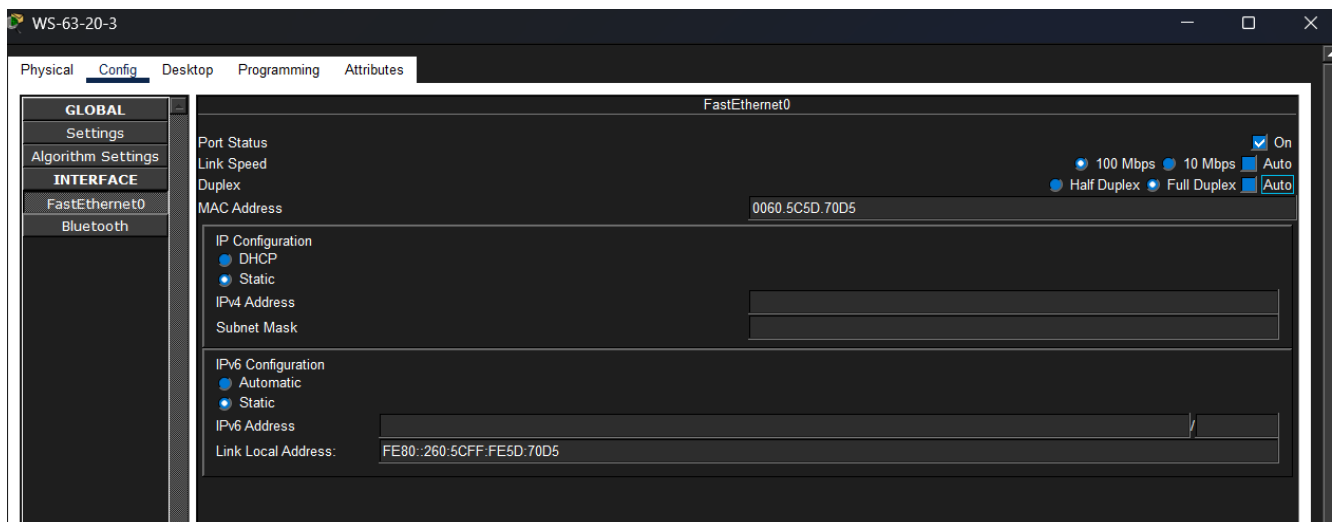 WS-63-20-3
Physical Config Desktop Programming Attributes
GLOBAL
Settings
Algorithm Settings
INTERFACE
FastEthernet0
Bluetooth
FastEthernet0
Port Status On
Link Speed 100 Mbps 10 Mbps Auto
Duplex Half Duplex Full Duplex Auto
MAC Address 0060.5C5D.70D5
IP Configuration
DHCP
Static
IPv4 Address
Subnet Mask
IPv6 Configuration
Automatic
Static
IPv6 Address /
Link Local Address: FE80::260:5CFF:FE5D:70D5